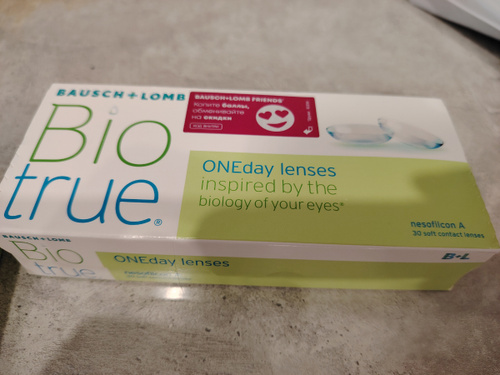 BAUSCH+LOMB
Bio
true®
BAUSCH+LOMB FRIENDS
Копите баллы,
обменивайте
на скидки
ONEday lenses
inspired by the
biology of your eyes*
nesofilcon A
30 soft contact lenses
BAUSCH+LOMB
Bio
true
ONEday lenses
nesofilcon
B+L